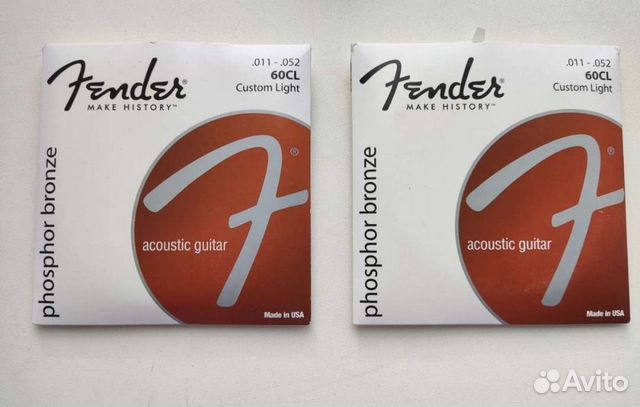 Fender
MAKE HISTORY™
.011 - .052
60CL
Custom Light
phosphor bronze
F®
acoustic guitar
Made in USA
Fender
MAKE HISTORY™
.011 - .052
60CL
Custom Light
phosphor bronze
F®
acoustic guitar
Made in USA
Avito